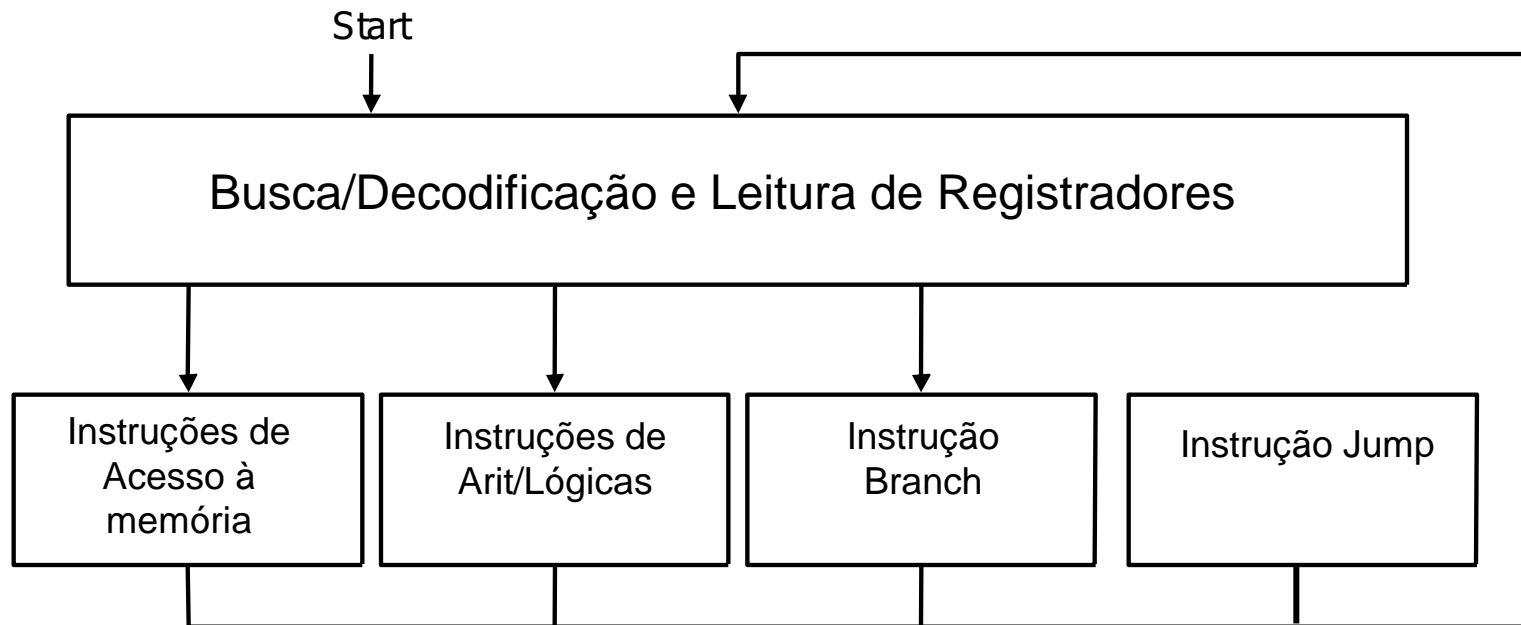 Start
Busca/Decodificação e Leitura de Registradores
Instruções de
Acesso à
memória
Instruções de
Arit/Lógicas
Instrução
Branch
Instrução Jump